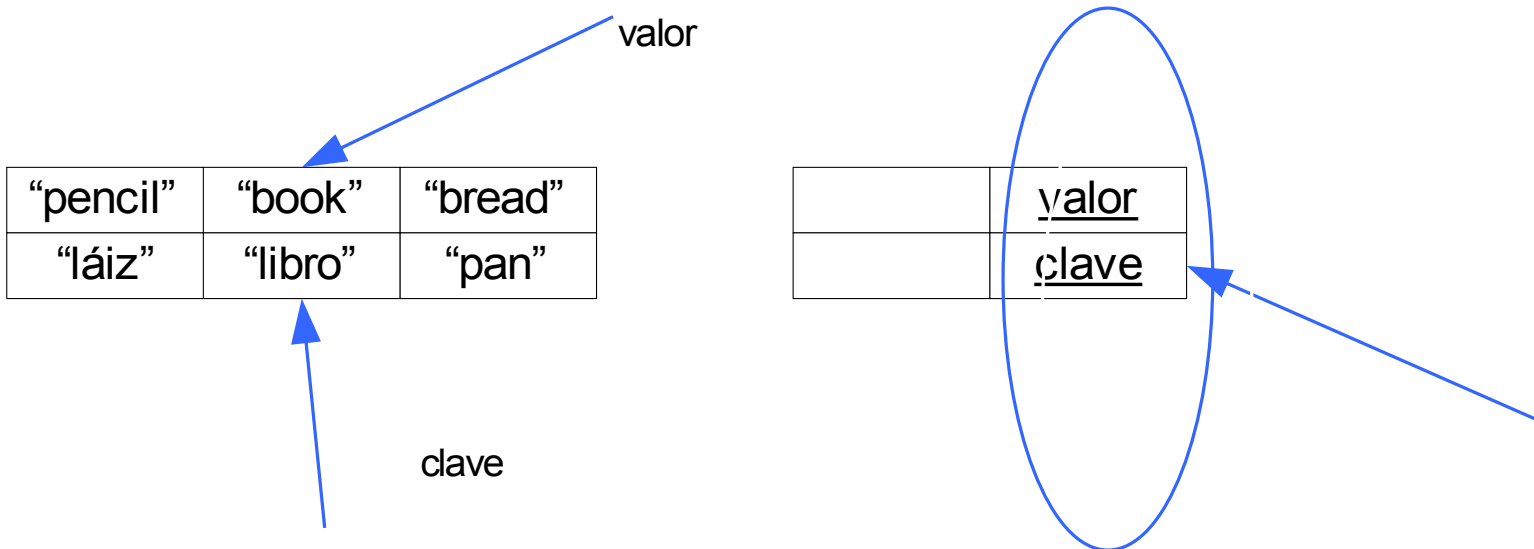 valor
“pencil” “book” “bread”
“láiz” “libro” “pan”
clave
valor
clave